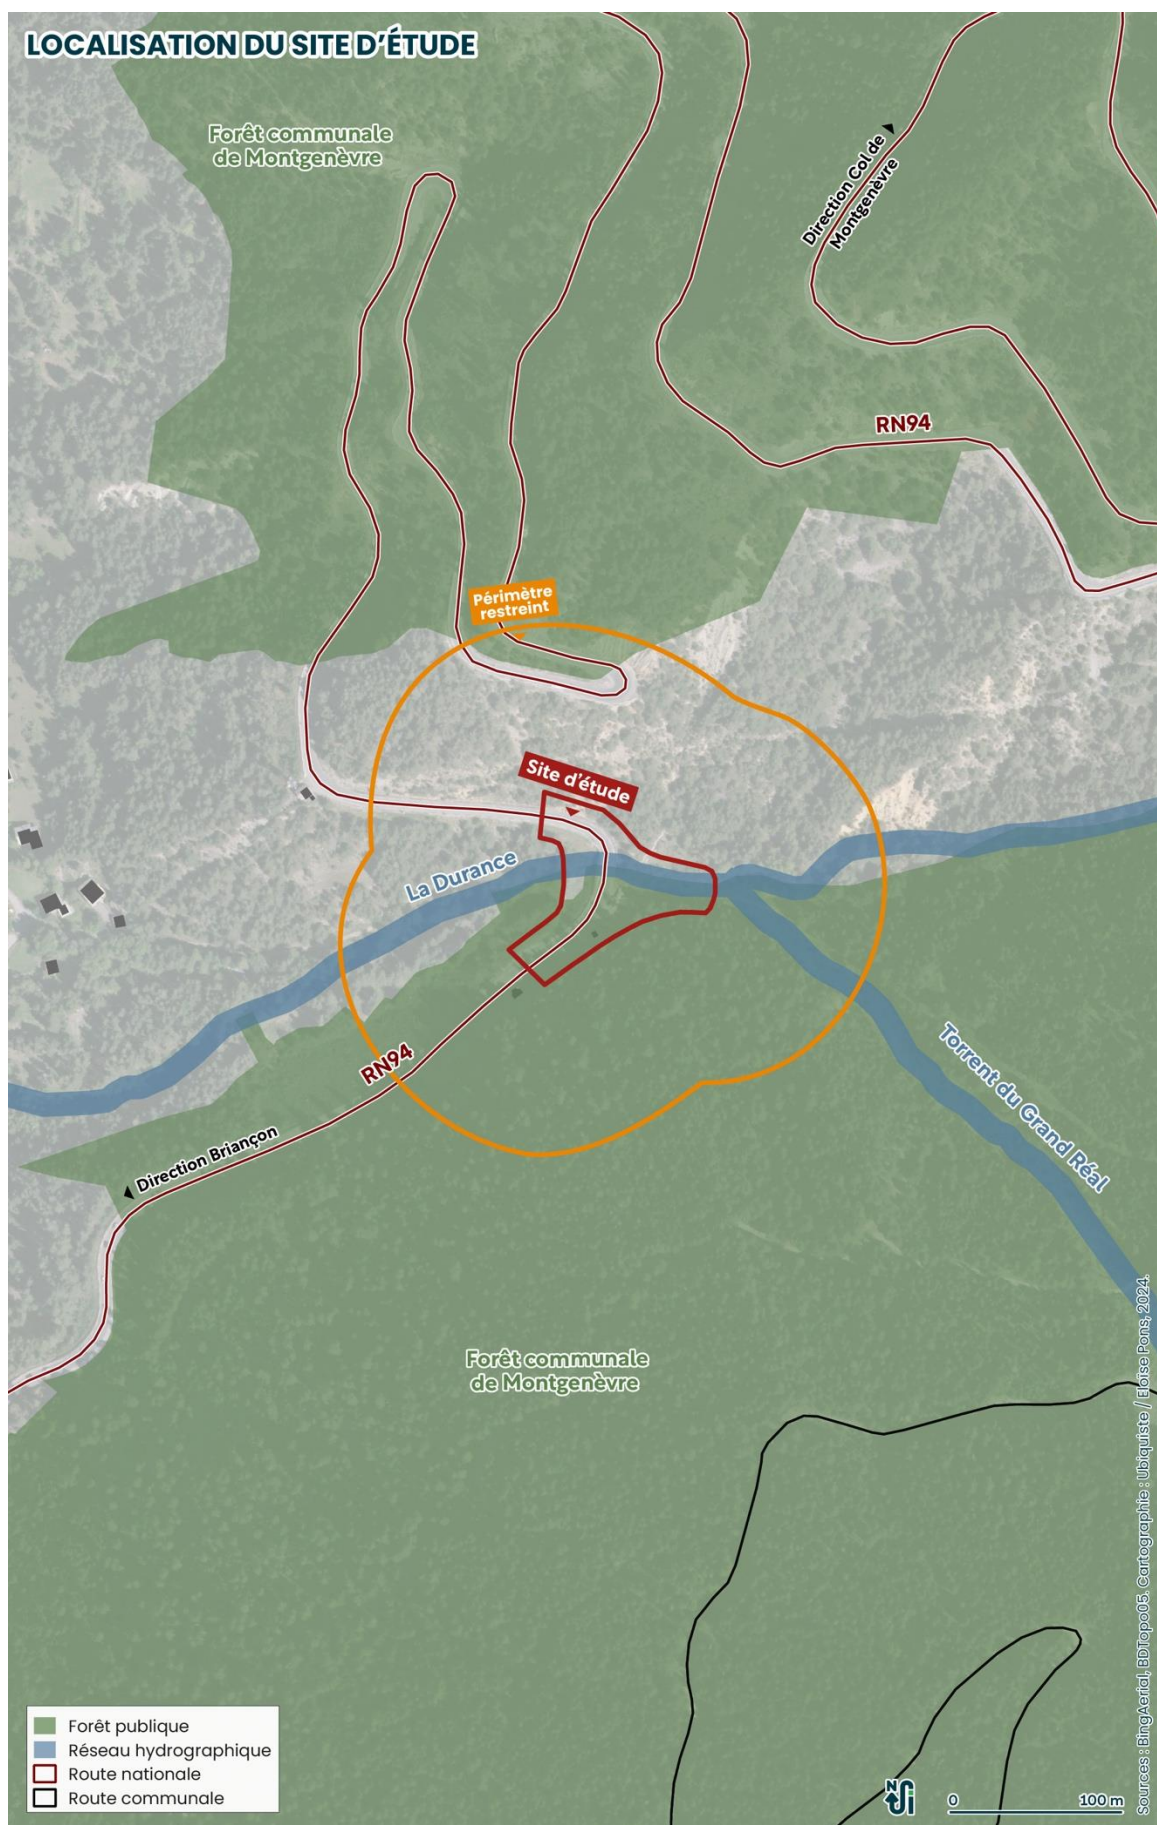 LOCALISATION DU SITE D'ÉTUDE
Forêt communale
de Montgenèvre
Direction Col de
Montgenèvre
RN94
Périmètre
restreint
Site d'étude
La Durance
RN94
Torrent du Grand Réal
Direction Briançon
Forêt communale
de Montgenèvre
Forêt publique
Réseau hydrographique
Route nationale
Route communale
N
0 100 m
Sources : BingAerial, BDTopo05. Cartographie : Ubiquiste / Eloïse Pons, 2024.